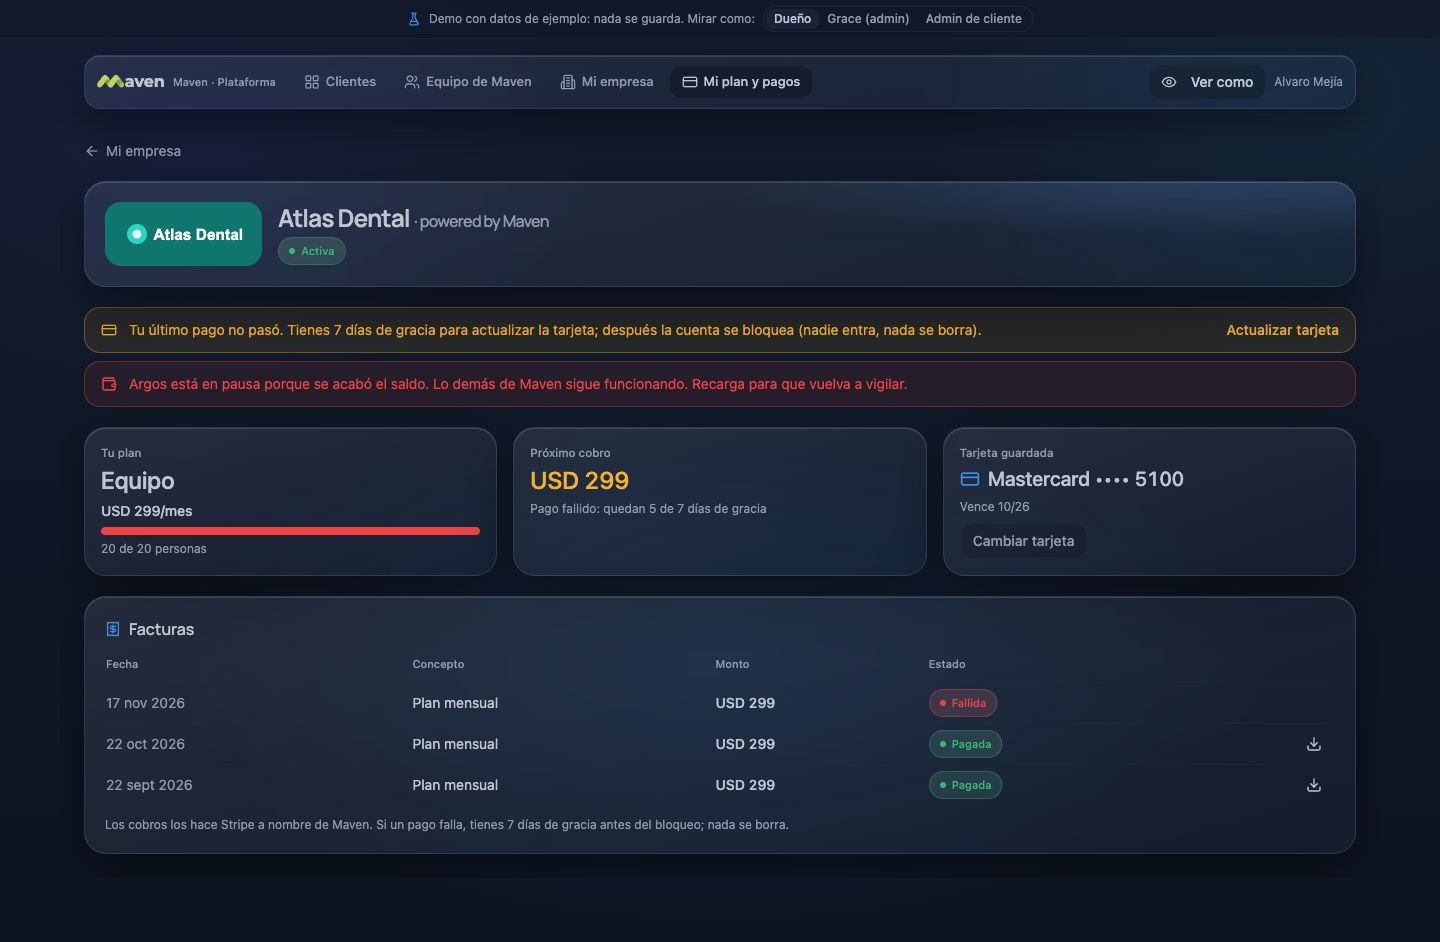 Demo con datos de ejemplo: nada se guarda. Mirar como: Dueño Grace (admin) Admin de cliente
Maven Maven · Plataforma Clientes Equipo de Maven Mi empresa Mi plan y pagos Ver como Alvaro Mejía
Mi empresa
Atlas Dental
Atlas Dental · powered by Maven
Activa
Tu último pago no pasó. Tienes 7 días de gracia para actualizar la tarjeta; después la cuenta se bloquea (nadie entra, nada se borra). Actualizar tarjeta
Argos está en pausa porque se acabó el saldo. Lo demás de Maven sigue funcionando. Recarga para que vuelva a vigilar.
Tu plan
Equipo
USD 299/mes
20 de 20 personas
Próximo cobro
USD 299
Pago fallido: quedan 5 de 7 días de gracia
Tarjeta guardada
Mastercard •••• 5100
Vence 10/26
Cambiar tarjeta
Facturas
Fecha Concepto Monto Estado
17 nov 2026 Plan mensual USD 299 Fallida
22 oct 2026 Plan mensual USD 299 Pagada
22 sept 2026 Plan mensual USD 299 Pagada
Los cobros los hace Stripe a nombre de Maven. Si un pago falla, tienes 7 días de gracia antes del bloqueo; nada se borra.